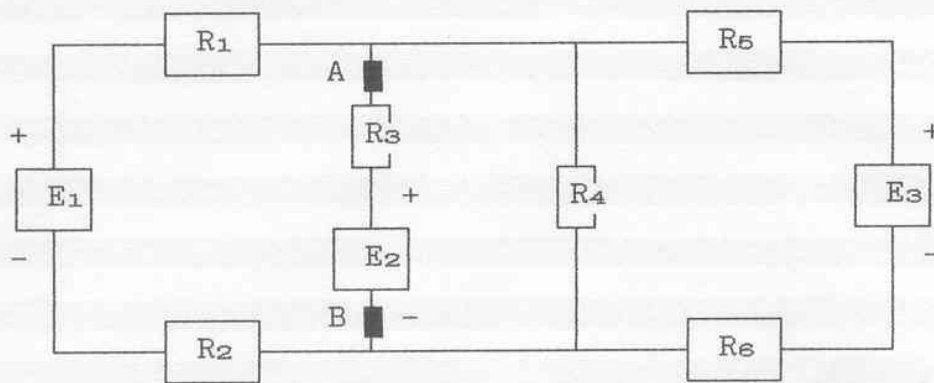 R1 R5
A
R3
+ +
+
E1 R4 E3
E2
- -
B -
R2 R6